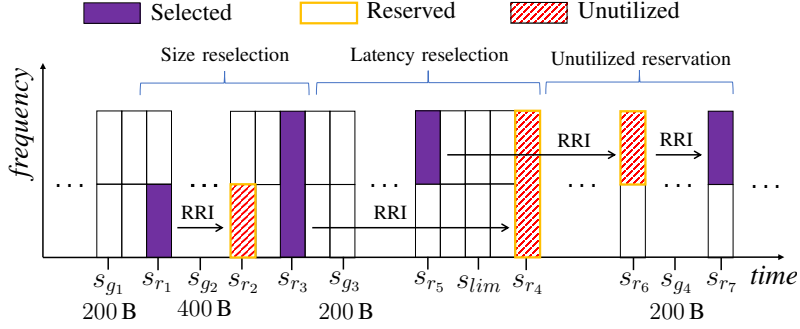 Selected Reserved Unutilized
Size reselection Latency reselection Unutilized reservation
frequency
RRI RRI
... ... ... ... ...
RRI RRI
s_{g_1} s_{r_1} s_{g_2} s_{r_2} s_{r_3} s_{g_3} s_{r_5} s_{lim} s_{r_4} s_{r_6} s_{g_4} s_{r_7} time
200 B 400 B 200 B 200 B